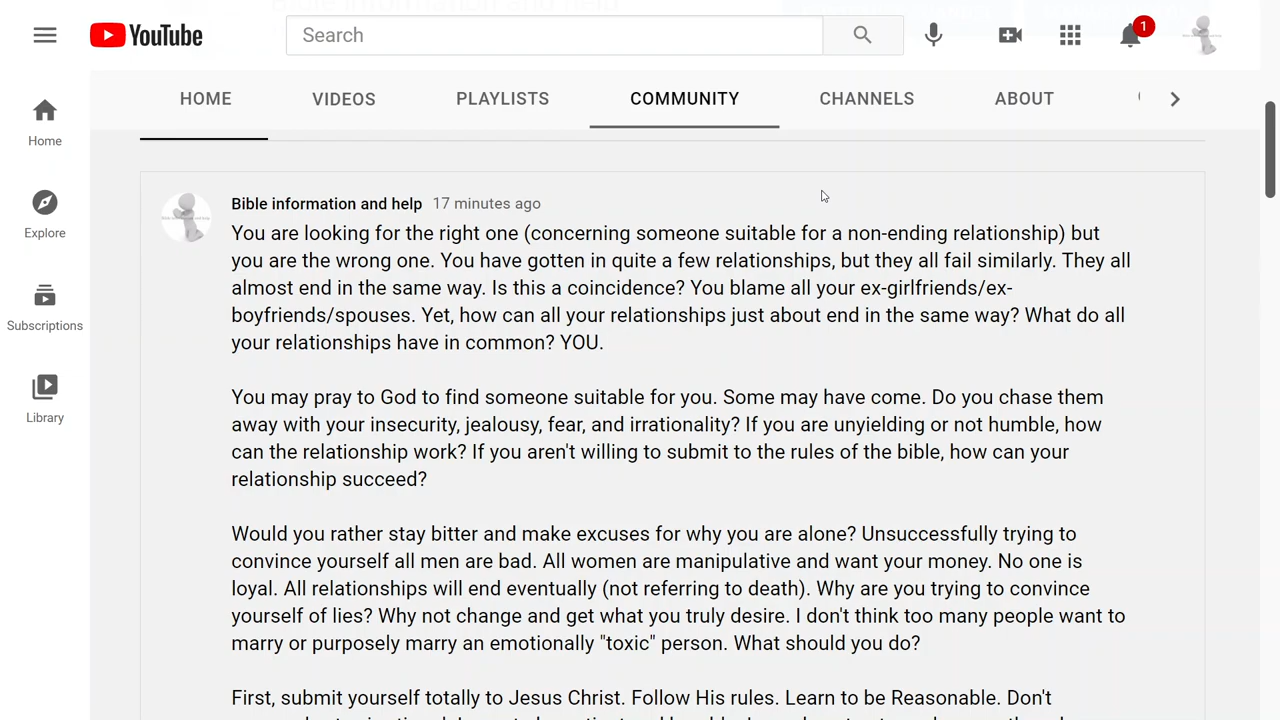 YouTube
Search
1
HOME
VIDEOS
PLAYLISTS
COMMUNITY
CHANNELS
ABOUT
Home
Explore
Subscriptions
Library
Bible information and help 17 minutes ago
You are looking for the right one (concerning someone suitable for a non-ending relationship) but
you are the wrong one. You have gotten in quite a few relationships, but they all fail similarly. They all
almost end in the same way. Is this a coincidence? You blame all your ex-girlfriends/ex-
boyfriends/spouses. Yet, how can all your relationships just about end in the same way? What do all
your relationships have in common? YOU.
You may pray to God to find someone suitable for you. Some may have come. Do you chase them
away with your insecurity, jealousy, fear, and irrationality? If you are unyielding or not humble, how
can the relationship work? If you aren't willing to submit to the rules of the bible, how can your
relationship succeed?
Would you rather stay bitter and make excuses for why you are alone? Unsuccessfully trying to
convince yourself all men are bad. All women are manipulative and want your money. No one is
loyal. All relationships will end eventually (not referring to death). Why are you trying to convince
yourself of lies? Why not change and get what you truly desire. I don't think too many people want to
marry or purposely marry an emotionally "toxic" person. What should you do?
First, submit yourself totally to Jesus Christ. Follow His rules. Learn to be Reasonable. Don't